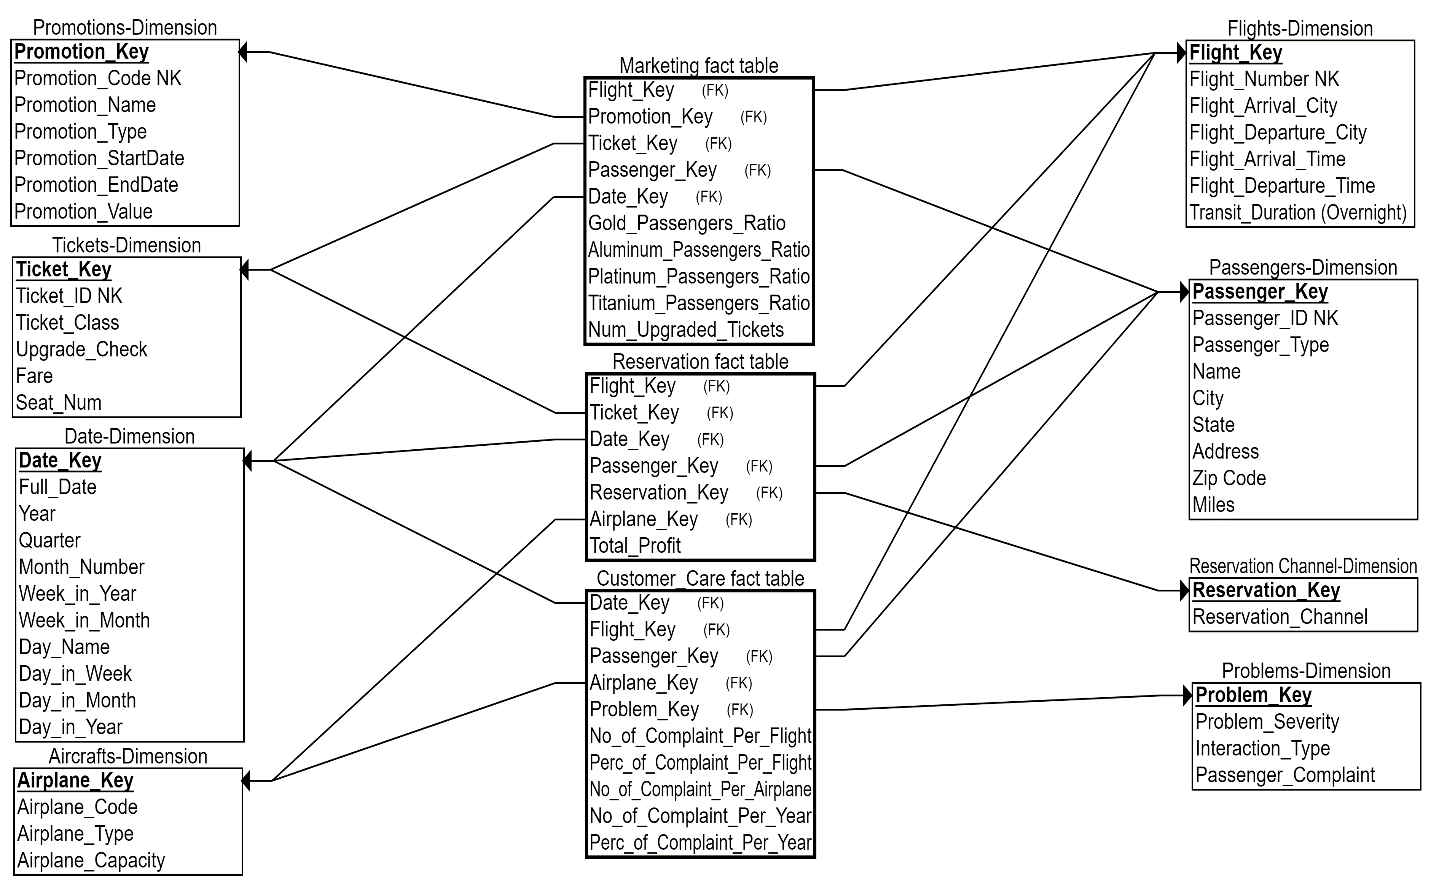 Promotions-Dimension
Promotion_Key
Promotion_Code NK
Promotion_Name
Promotion_Type
Promotion_StartDate
Promotion_EndDate
Promotion_Value
Tickets-Dimension
Ticket_Key
Ticket_ID NK
Ticket_Class
Upgrade_Check
Fare
Seat_Num
Date-Dimension
Date_Key
Full_Date
Year
Quarter
Month_Number
Week_in_Year
Week_in_Month
Day_Name
Day_in_Week
Day_in_Month
Day_in_Year
Aircrafts-Dimension
Airplane_Key
Airplane_Code
Airplane_Type
Airplane_Capacity
Marketing fact table
Flight_Key (FK)
Promotion_Key (FK)
Ticket_Key (FK)
Passenger_Key (FK)
Date_Key (FK)
Gold_Passengers_Ratio
Aluminum_Passengers_Ratio
Platinum_Passengers_Ratio
Titanium_Passengers_Ratio
Num_Upgraded_Tickets
Reservation fact table
Flight_Key (FK)
Ticket_Key (FK)
Date_Key (FK)
Passenger_Key (FK)
Reservation_Key (FK)
Airplane_Key (FK)
Total_Profit
Customer_Care fact table
Date_Key (FK)
Flight_Key (FK)
Passenger_Key (FK)
Airplane_Key (FK)
Problem_Key (FK)
No_of_Complaint_Per_Flight
Perc_of_Complaint_Per_Flight
No_of_Complaint_Per_Airplane
No_of_Complaint_Per_Year
Perc_of_Complaint_Per_Year
Flights-Dimension
Flight_Key
Flight_Number NK
Flight_Arrival_City
Flight_Departure_City
Flight_Arrival_Time
Flight_Departure_Time
Transit_Duration (Overnight)
Passengers-Dimension
Passenger_Key
Passenger_ID NK
Passenger_Type
Name
City
State
Address
Zip Code
Miles
Reservation Channel-Dimension
Reservation_Key
Reservation_Channel
Problems-Dimension
Problem_Key
Problem_Severity
Interaction_Type
Passenger_Complaint